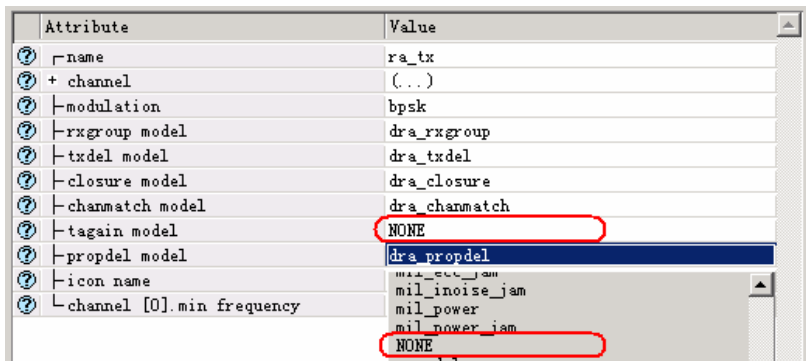 Attribute Value
name ra_tx
+ channel (...)
modulation bpsk
rxgroup model dra_rxgroup
txdel model dra_txdel
closure model dra_closure
chanmatch model dra_chanmatch
tagain model NONE
propdel model dra_propdel
icon name mil_ecc_jam
mil_inoise_jam
channel [0].min frequency mil_power
mil_power_jam
NONE